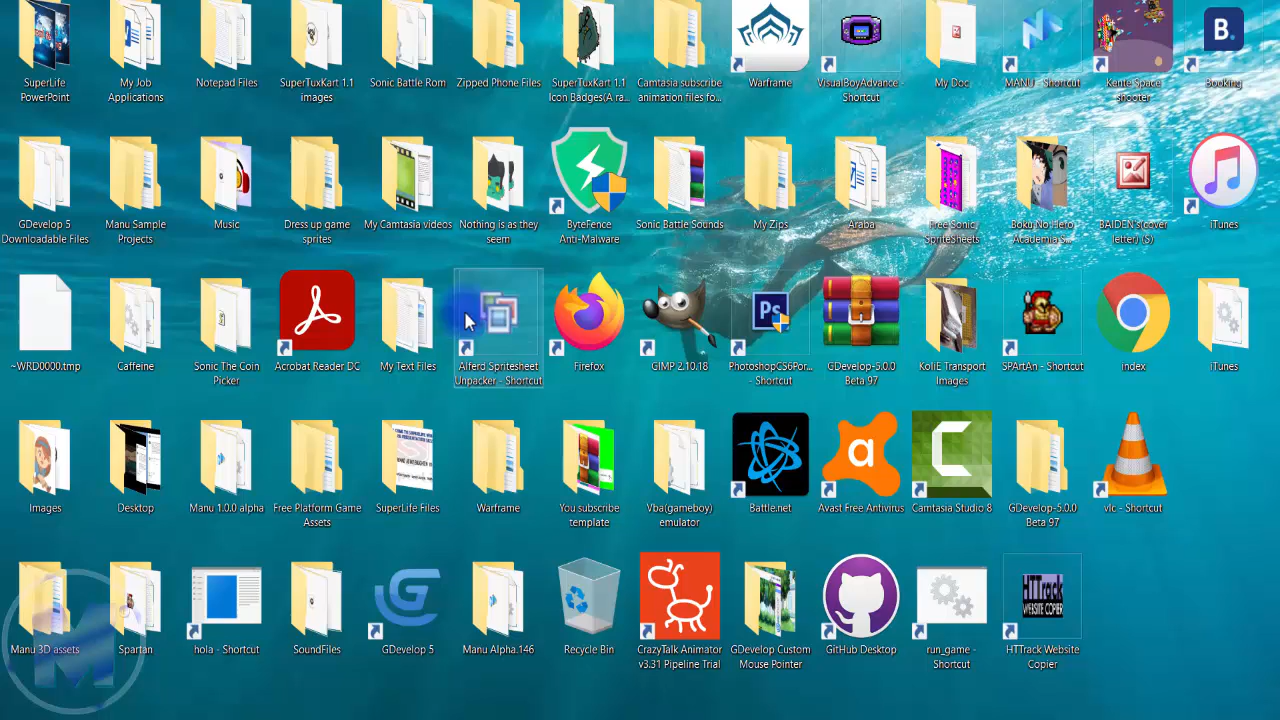 SuperLife
PowerPoint
My Job
Applications
Notepad Files
SuperTuxKart 1.1
images
Sonic Battle Rom
Zipped Phone Files
SuperTuxKart 1.1
Icon Badges(A ra...
Camtasia subscribe
animation files fo...
Warframe
VisualBoyAdvance -
Shortcut
My Doc
MANU - Shortcut
Kente Space
shooter
B.
Booking
GDevelop 5
Downloadable Files
Manu Sample
Projects
Music
Dress up game
sprites
My Camtasia videos
Nothing is as they
seem
ByteFence
Anti-Malware
Sonic Battle Sounds
My Zips
Araba
Free Sonic
SpriteSheets
Boku No Hero
Academia S...
BAIDEN's(cover
letter) (S)
iTunes
~WRD0000.tmp
Caffeine
Sonic The Coin
Picker
Acrobat Reader DC
My Text Files
Alferd Spritesheet
Unpacker - Shortcut
Firefox
GIMP 2.10.18
Ps
PhotoshopCS6Por...
- Shortcut
GDevelop-5.0.0
Beta 97
KoliE Transport
Images
SPArtAn - Shortcut
index
iTunes
Images
Desktop
Manu 1.0.0 alpha
Free Platform Game
Assets
SuperLife Files
Warframe
You subscribe
template
Vba(gameboy)
emulator
Battle.net
a
Avast Free Antivirus
C
Camtasia Studio 8
GDevelop-5.0.0
Beta 97
vlc - Shortcut
Manu 3D assets
Spartan
hola - Shortcut
SoundFiles
GDevelop 5
Manu Alpha.146
Recycle Bin
CrazyTalk Animator
v3.31 Pipeline Trial
GDevelop Custom
Mouse Pointer
GitHub Desktop
run_game -
Shortcut
HTTrack
WEBSITE COPIER
HTTrack Website
Copier
M